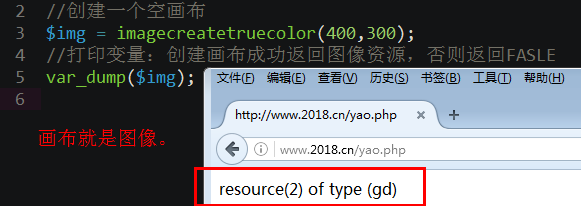 2 //创建一个空画布
3 $img = imagecreatetruecolor(400,300);
4 //打印变量：创建画布成功返回图像资源，否则返回FASLE
5 var_dump($img);
6
画布就是图像。
文件(F) 编辑(E) 查看(V) 历史(S) 书签(B) 工具(T) 帮助(H)
http://www.2018.cn/yao.php ×
www.2018.cn/yao.php
resource(2) of type (gd)